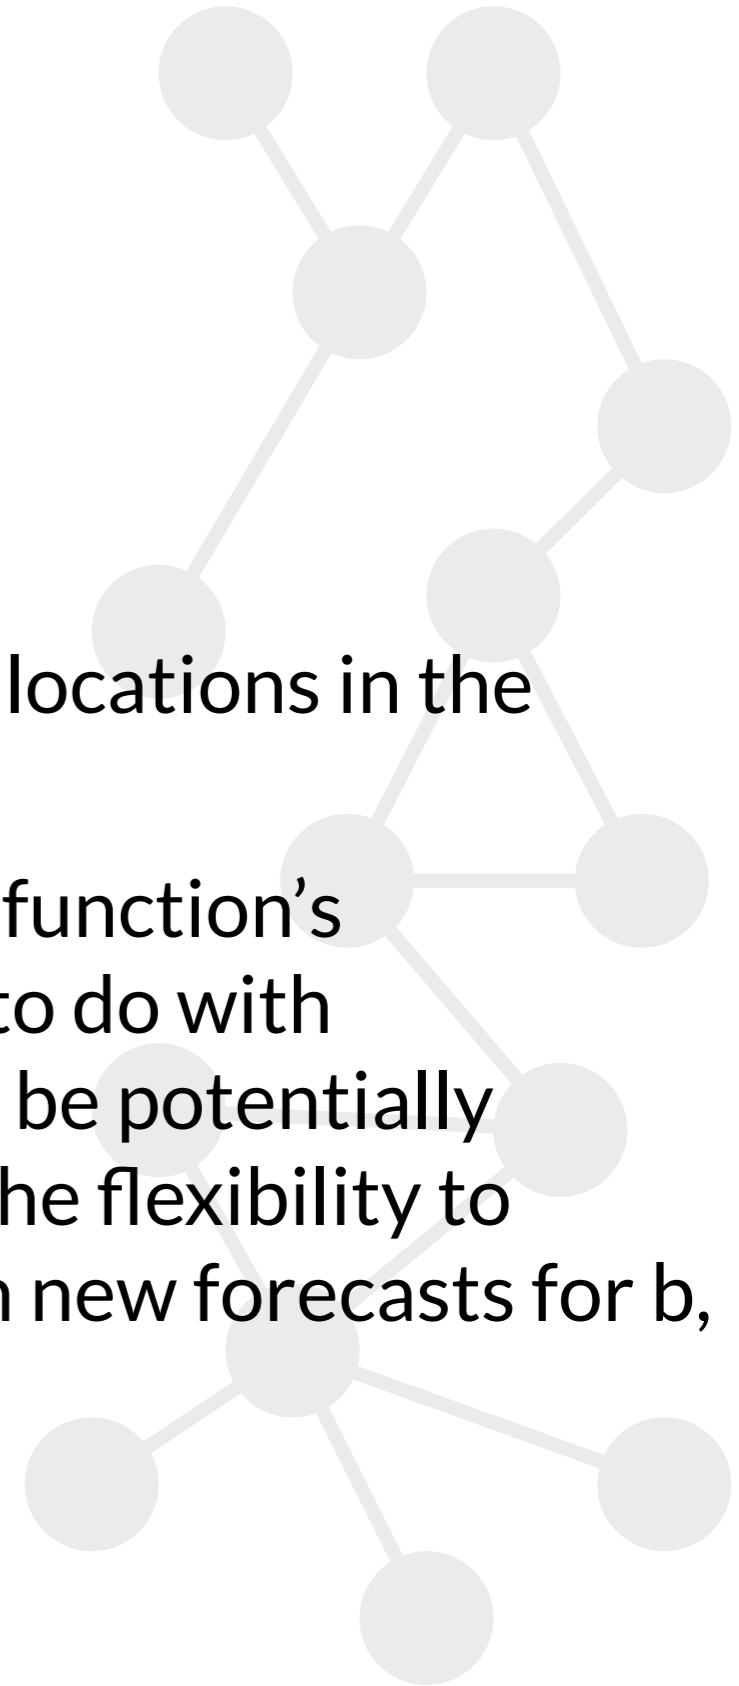 locations in the
function’s
to do with
be potentially
he flexibility to
new forecasts for b,